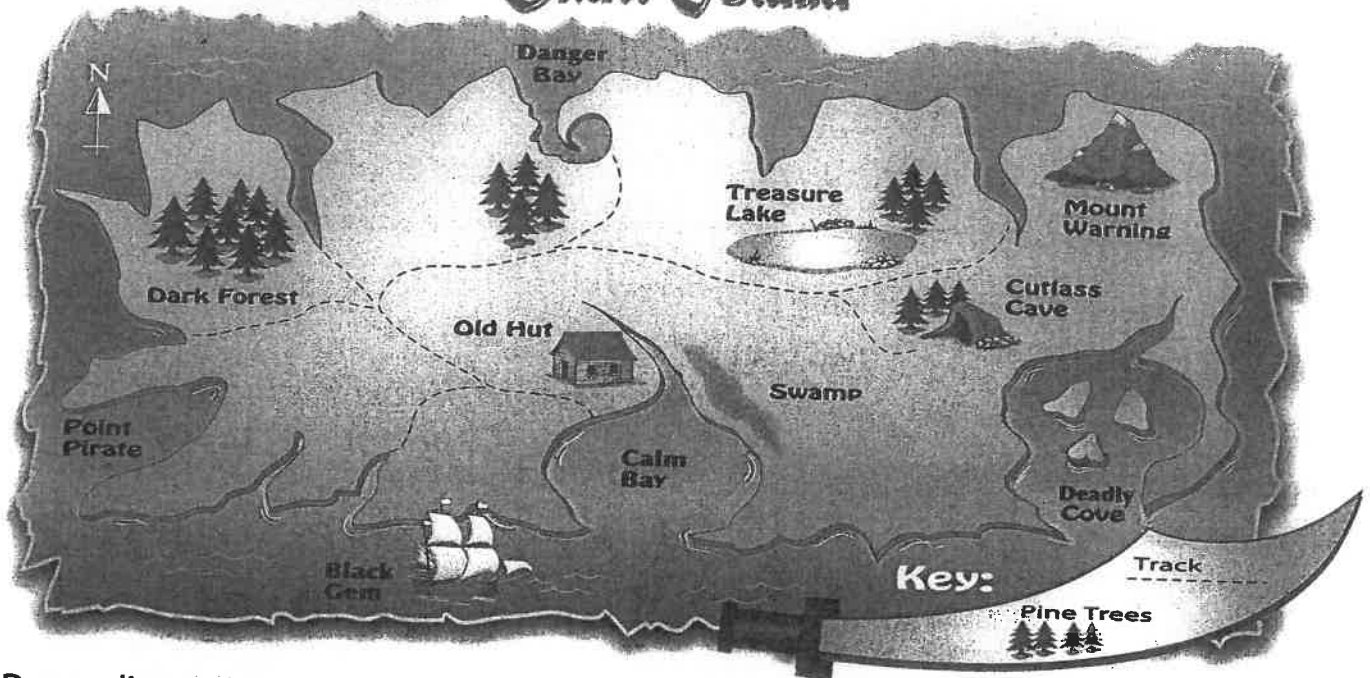 Danger
Bay
N
Treasure
Lake
Mount
Warning
Dark Forest
Cutlass
Cave
Old Hut
Swamp
Point
Pirate
Calm
Bay
Deadly
Cove
Black
Gem
Key:
Track
Pine Trees